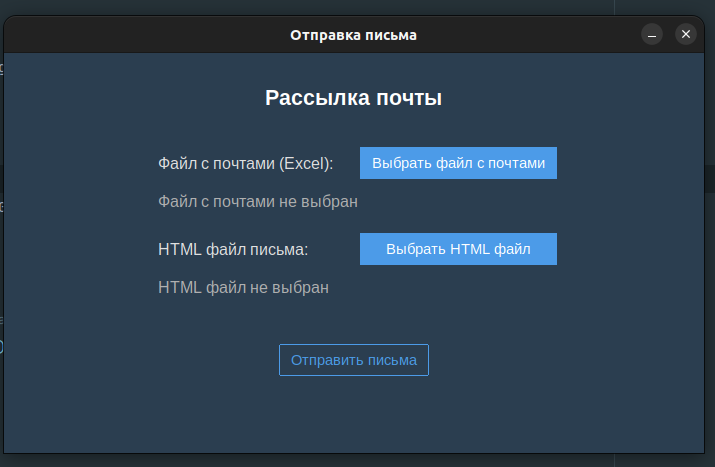 Отправка письма
Рассылка почты
Файл с почтами (Excel): Выбрать файл с почтами
Файл с почтами не выбран
HTML файл письма: Выбрать HTML файл
HTML файл не выбран
Отправить письма